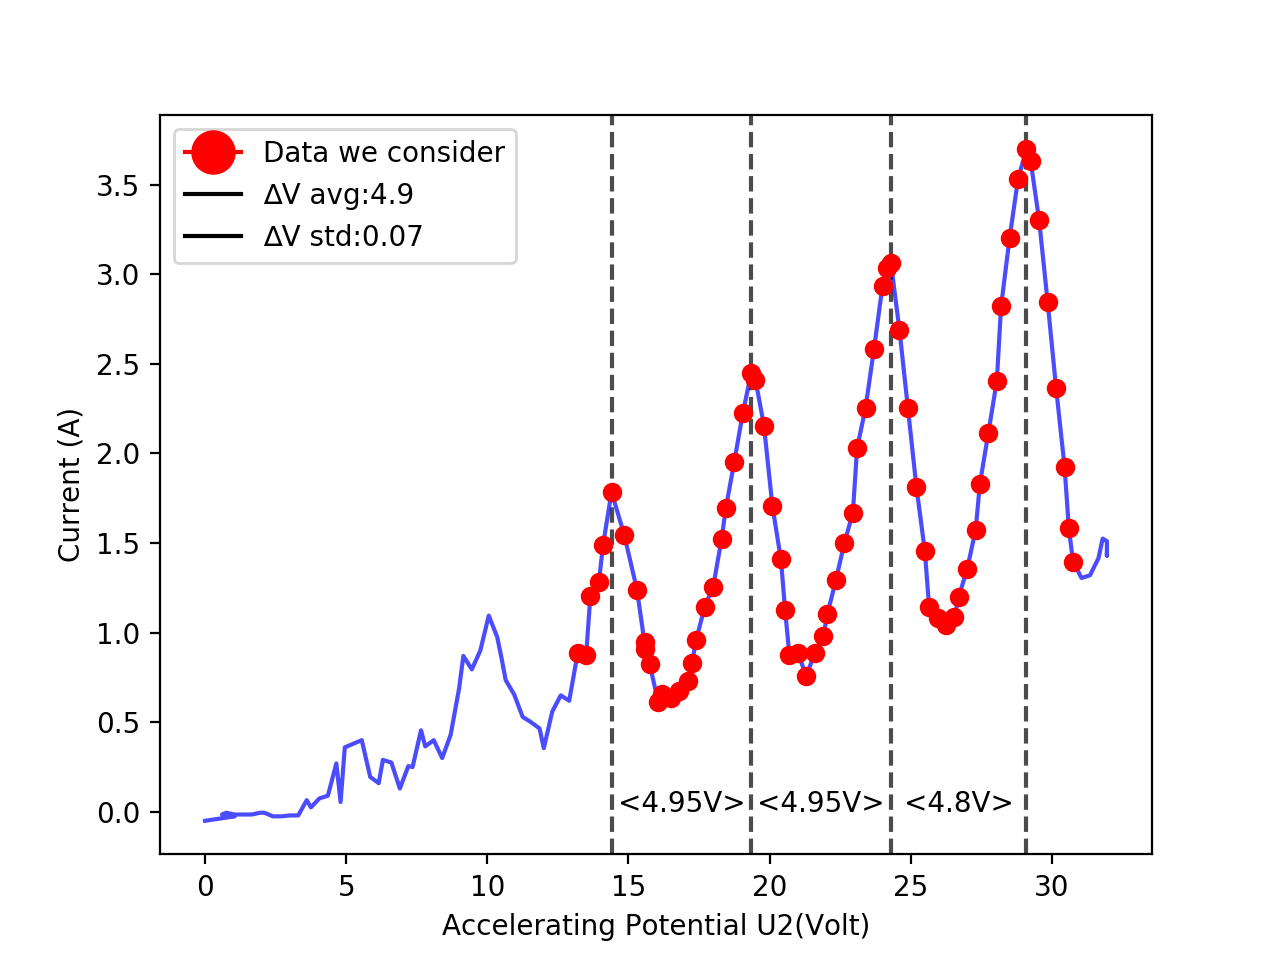 Data we consider
ΔV avg:4.9
ΔV std:0.07
3.5
3.0
2.5
2.0
1.5
1.0
0.5
0.0
Current (A)
<4.95V> <4.95V> <4.8V>
0 5 10 15 20 25 30
Accelerating Potential U2(Volt)